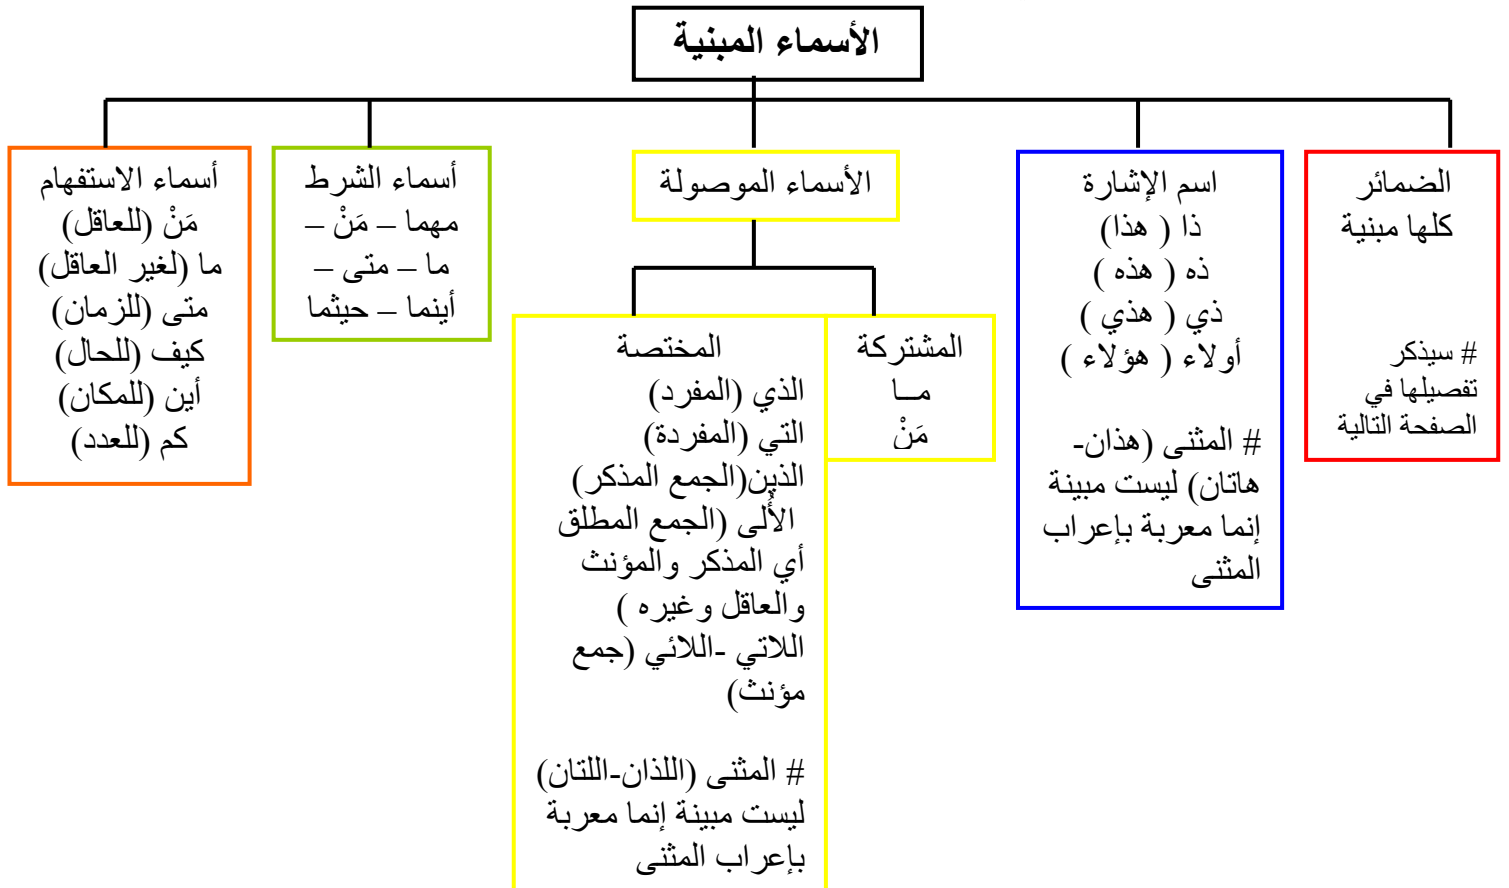 الأسماء المبنية
الضمائر
كلها مبنية
# سيذكر
تفصيلها في
الصفحة التالية
اسم الإشارة
ذا ( هذا)
ذه ( هذه )
ذي ( هذي )
أولاء ( هؤلاء )
# المثنى (هذان-
هاتان) ليست مبينة
إنما معربة بإعراب
المثنى
الأسماء الموصولة
المشتركة
مــا
مَنْ
المختصة
الذي (المفرد)
التي (المفردة)
الذين(الجمع المذكر)
الأُلى (الجمع المطلق
أي المذكر والمؤنث
والعاقل وغيره )
اللاتي -اللائي (جمع
مؤنث)
# المثنى (اللذان-اللتان)
ليست مبينة إنما معربة
بإعراب المثنى
أسماء الشرط
مهما – مَنْ –
ما – متى –
أينما – حيثما
أسماء الاستفهام
مَنْ (للعاقل)
ما (لغير العاقل)
متى (للزمان)
كيف (للحال)
أين (للمكان)
كم (للعدد)